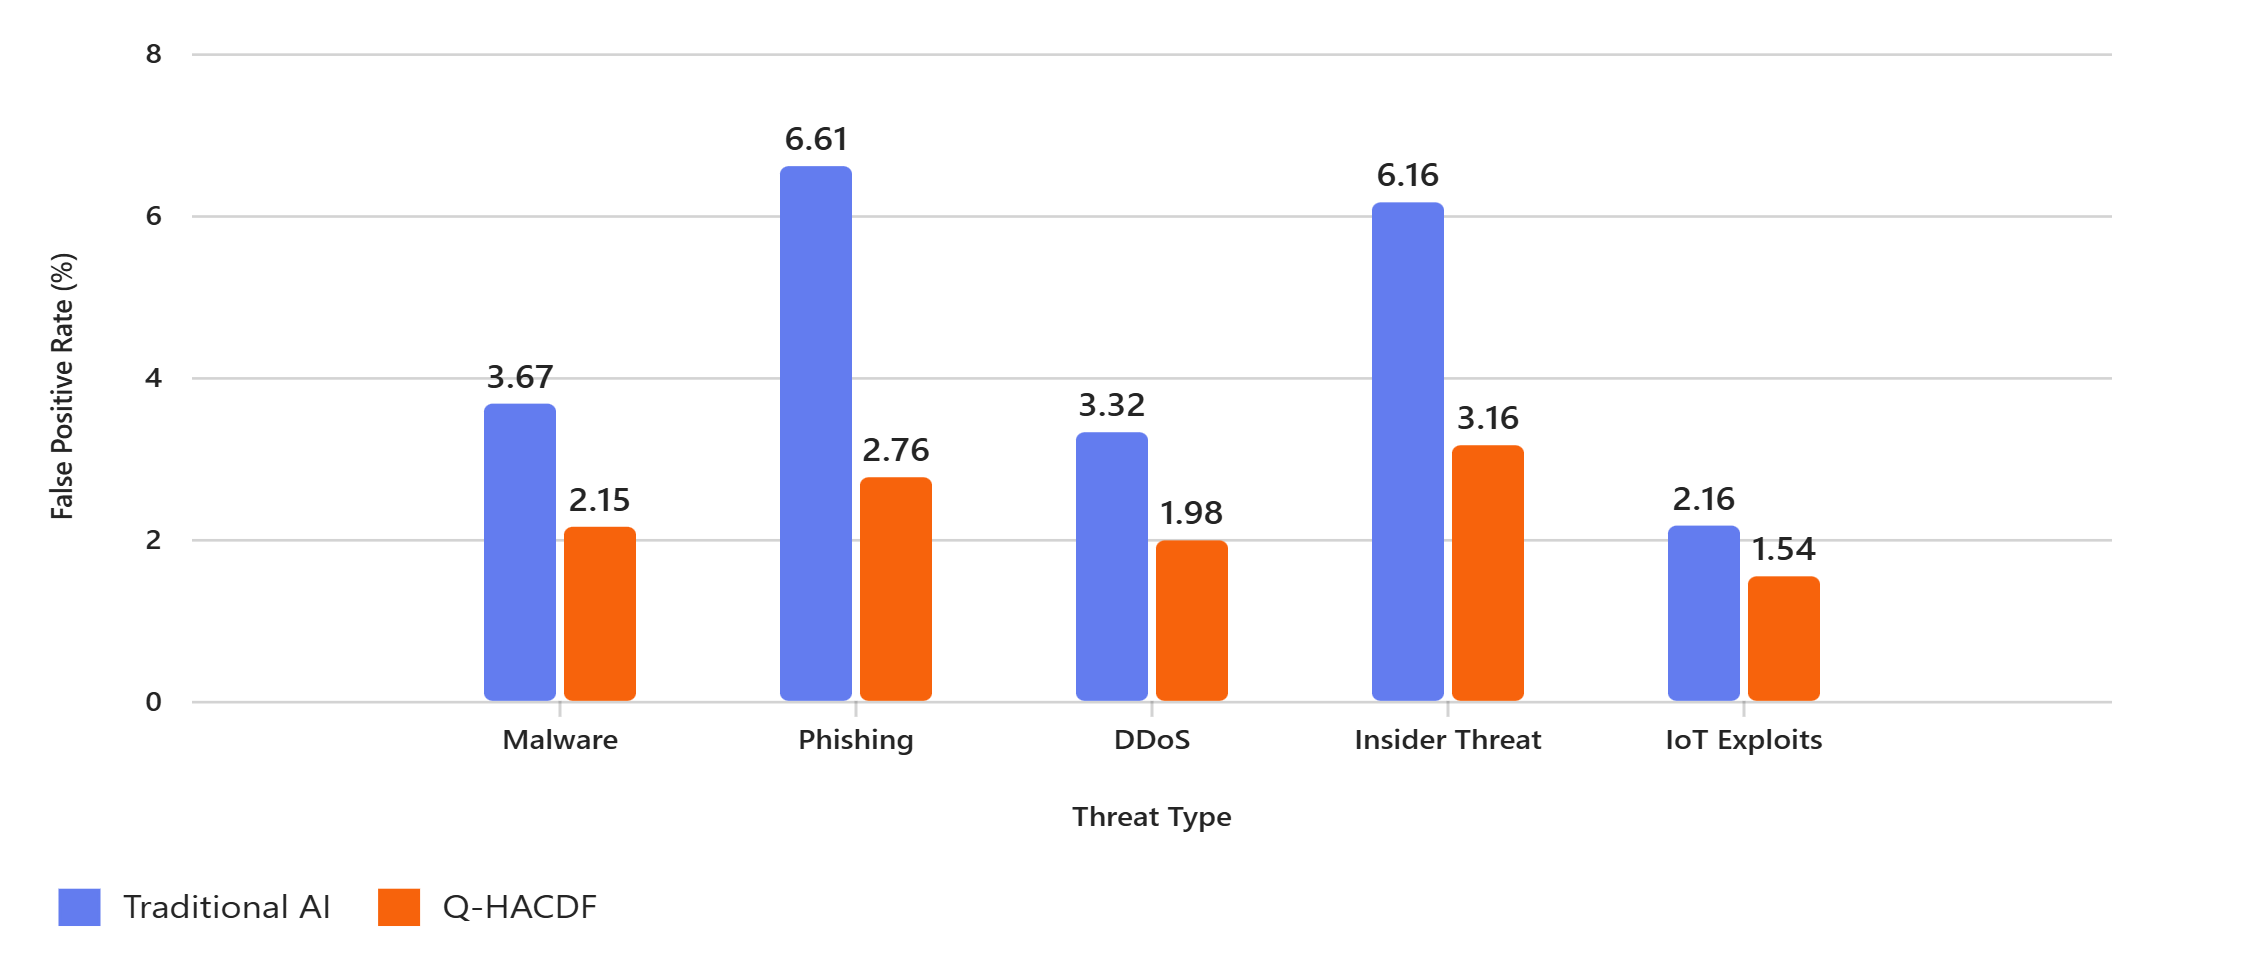 8
6
4
2
0
False Positive Rate (%)
3.67
2.15
6.61
2.76
3.32
1.98
6.16
3.16
2.16
1.54
Malware
Phishing
DDoS
Insider Threat
IoT Exploits
Threat Type
Traditional AI
Q-HACDF